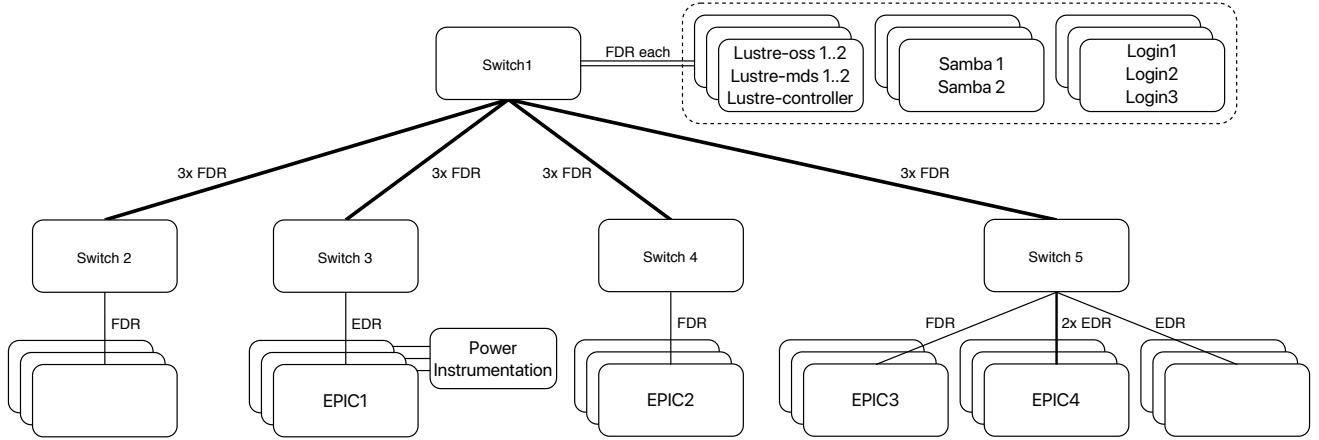 Switch1
FDR each
Lustre-oss 1..2
Lustre-mds 1..2
Lustre-controller
Samba 1
Samba 2
Login1
Login2
Login3
3x FDR
3x FDR
3x FDR
3x FDR
Switch 2
Switch 3
Switch 4
Switch 5
FDR
EDR
FDR
FDR
2x EDR
EDR
Power
Instrumentation
EPIC1
EPIC2
EPIC3
EPIC4